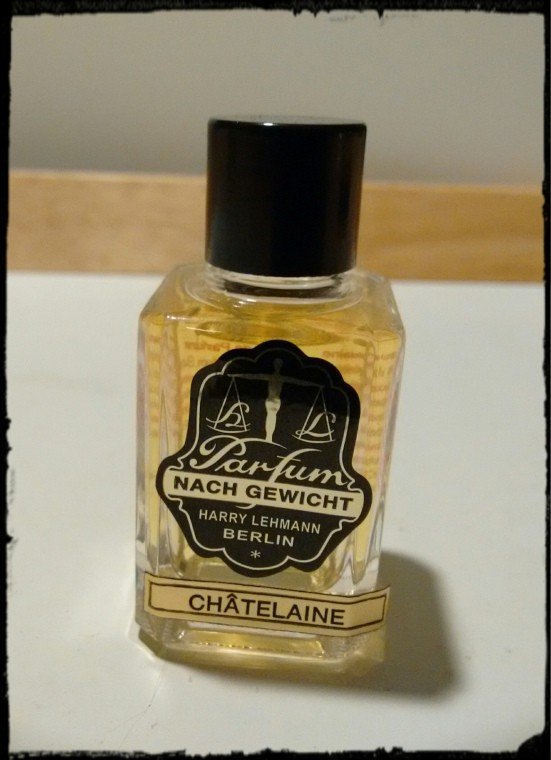 H L
Parfum
NACH GEWICHT
HARRY LEHMANN
BERLIN
*
CHÂTELAINE